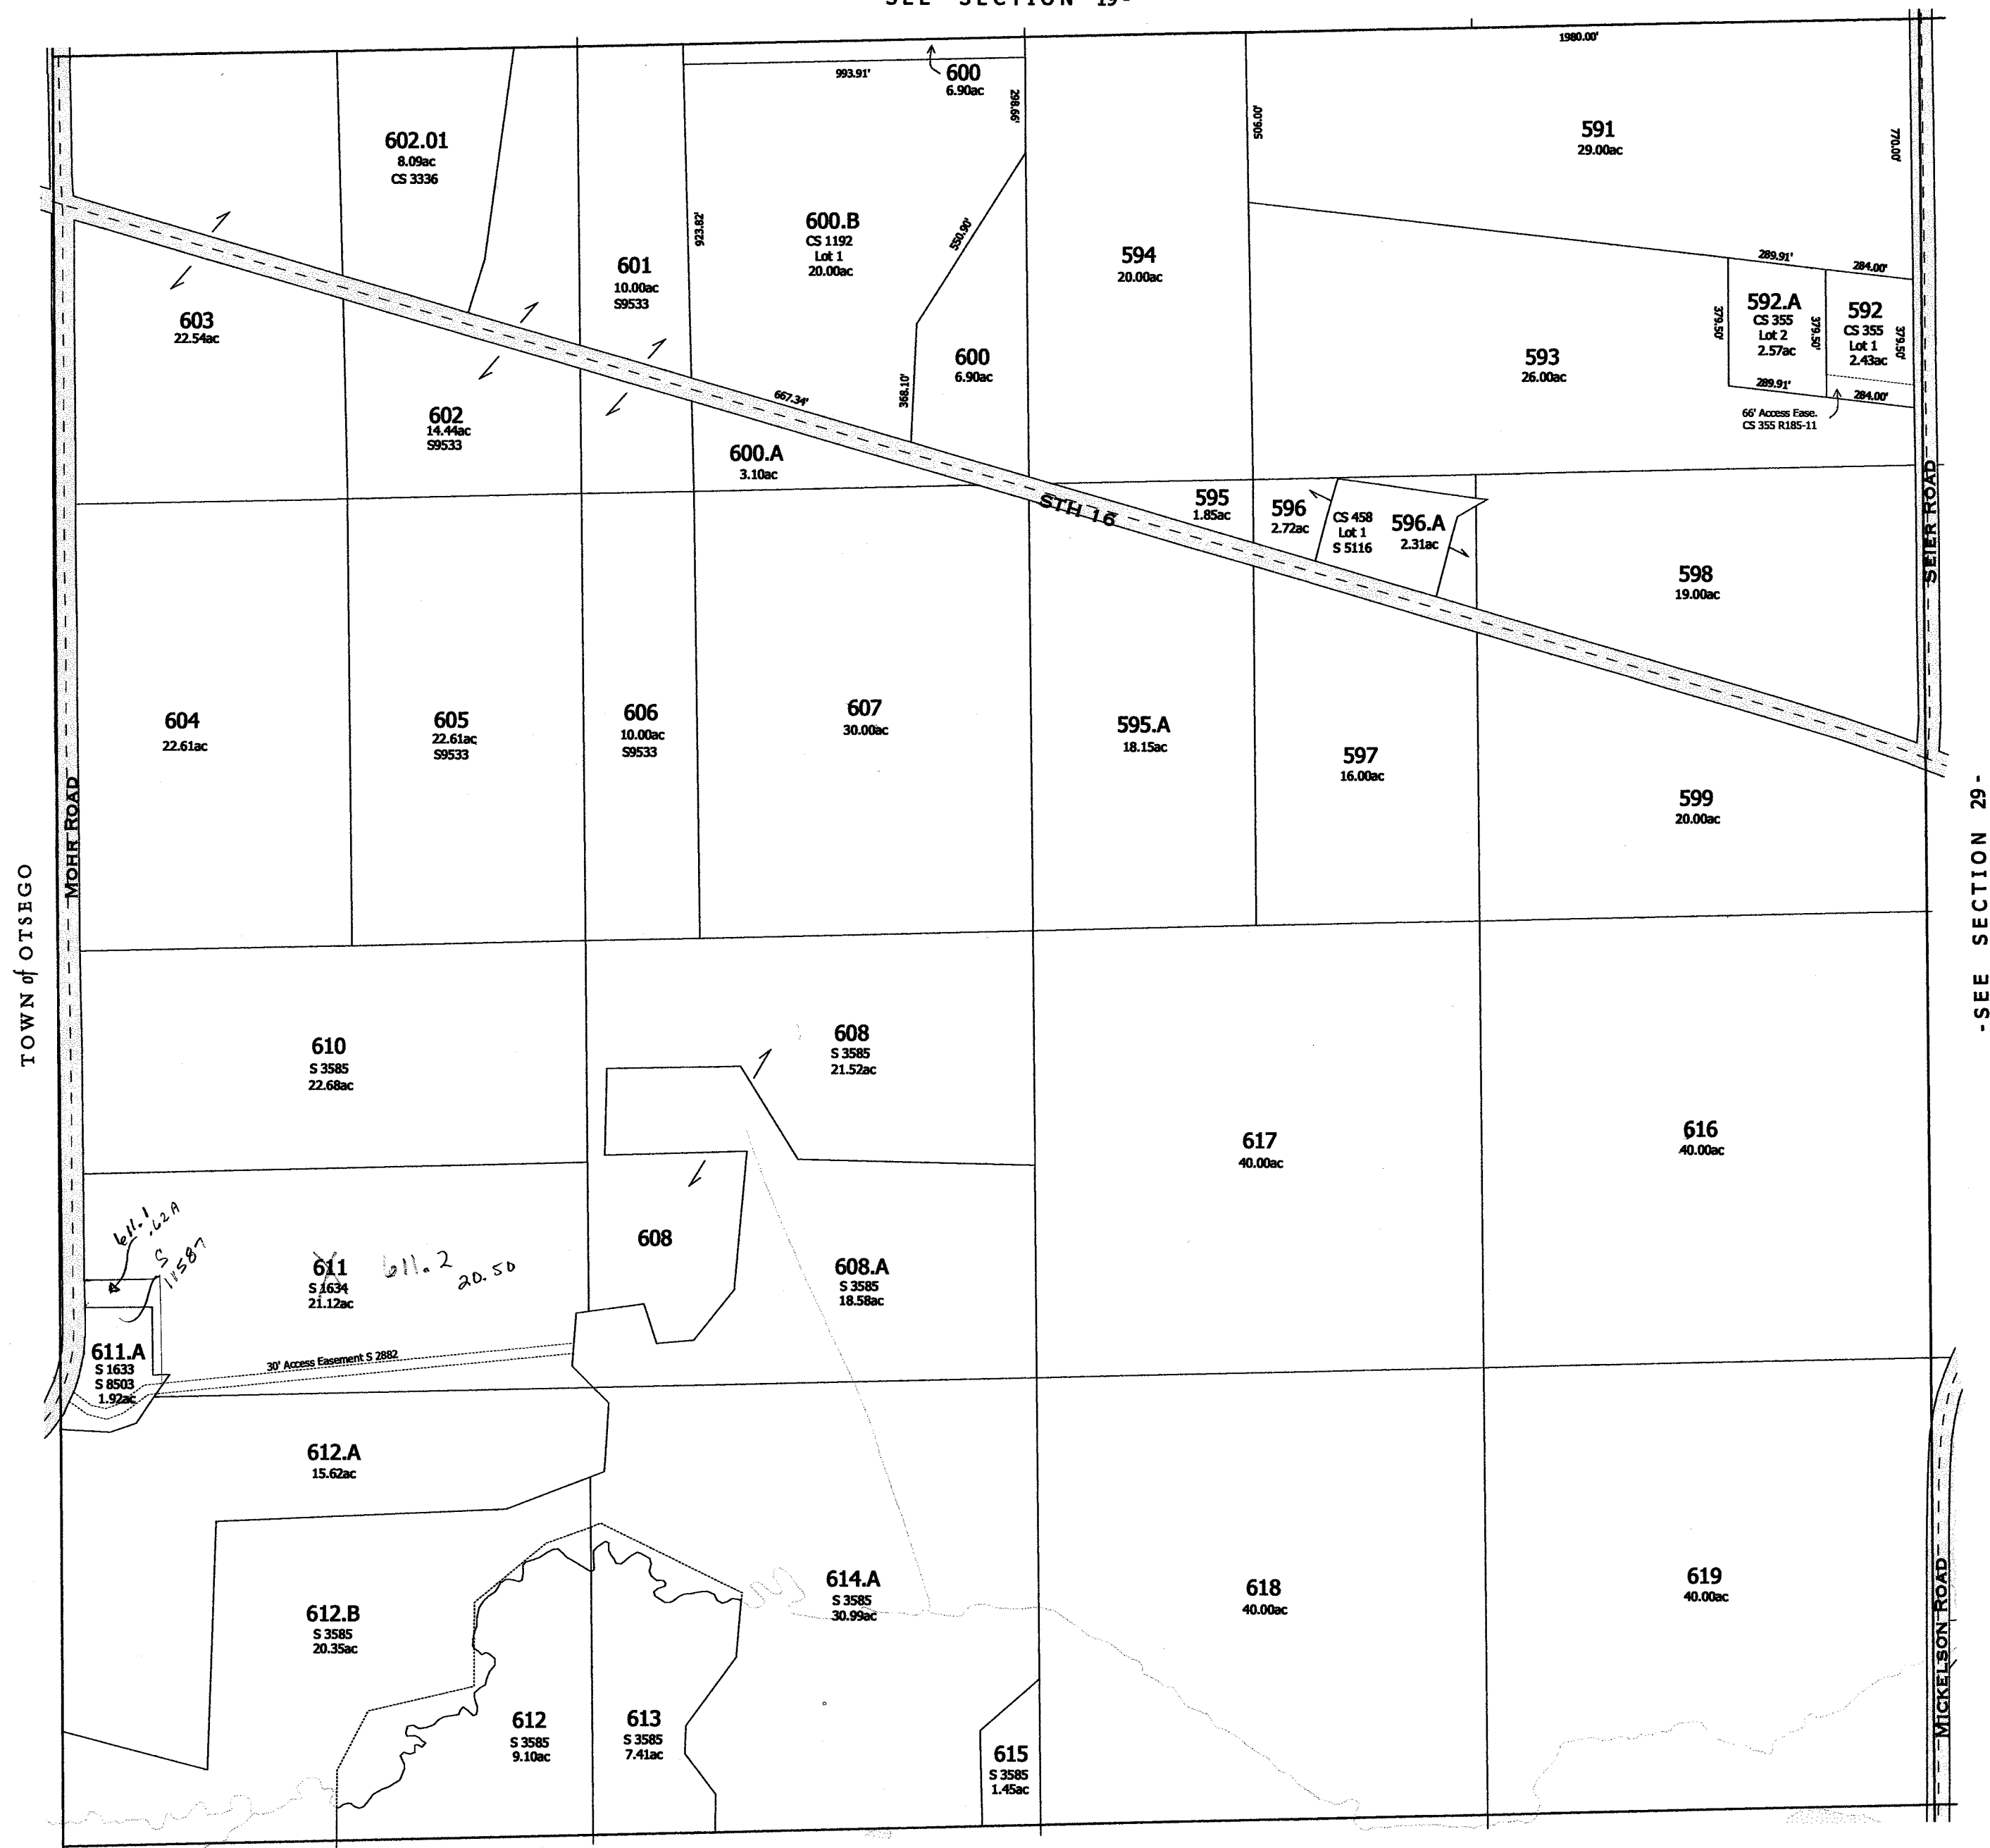 SEE SECTION 19-
1980.00'
993.91'
600
6.90ac
298.66'
506.00'
770.00'
602.01
8.09ac
CS 3336
591
29.00ac
923.82'
600.B
CS 1192
Lot 1
20.00ac
550.90'
601
10.00ac
S9533
594
20.00ac
289.91'
284.00'
603
22.54ac
379.50'
592.A
CS 355
Lot 2
2.57ac
379.50'
592
CS 355
Lot 1
2.43ac
379.50'
600
6.90ac
593
26.00ac
368.10'
667.34'
289.91'
284.00'
66' Access Ease.
CS 355 R185-11
602
14.44ac
S9533
600.A
3.10ac
STH 16
595
1.85ac
596
2.72ac
CS 458
Lot 1
S 5116
596.A
2.31ac
SEIER ROAD
598
19.00ac
604
22.61ac
605
22.61ac
S9533
606
10.00ac
S9533
607
30.00ac
595.A
18.15ac
597
16.00ac
599
20.00ac
MOHR ROAD
TOWN of OTSEGO
-SEE SECTION 29-
610
S 3585
22.68ac
608
S 3585
21.52ac
617
40.00ac
616
40.00ac
611.1
.62A
S
11587
611
S 1634
21.12ac
611.2
20.50
608
608.A
S 3585
18.58ac
611.A
S 1633
S 8503
1.92ac
30' Access Easement S 2882
612.A
15.62ac
612.B
S 3585
20.35ac
614.A
S 3585
30.99ac
618
40.00ac
619
40.00ac
MICKELSON ROAD
612
S 3585
9.10ac
613
S 3585
7.41ac
615
S 3585
1.45ac